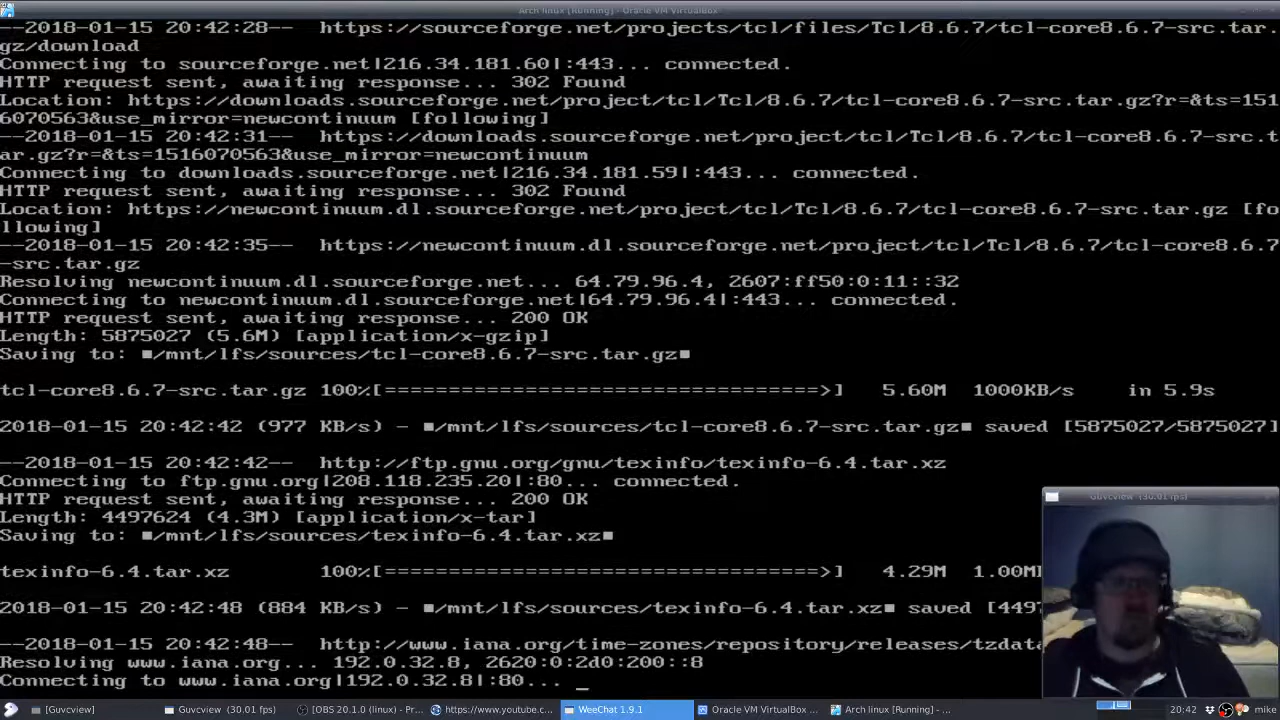 Arch linux [Running] - Oracle VM VirtualBox
--2018-01-15 20:42:28--  https://sourceforge.net/projects/tcl/files/Tcl/8.6.7/tcl-core8.6.7-src.tar.
gz/download
Connecting to sourceforge.net|216.34.181.60|:443... connected.
HTTP request sent, awaiting response... 302 Found
Location: https://downloads.sourceforge.net/project/tcl/Tcl/8.6.7/tcl-core8.6.7-src.tar.gz?r=&ts=151
6070563&use_mirror=newcontinuum [following]
--2018-01-15 20:42:31--  https://downloads.sourceforge.net/project/tcl/Tcl/8.6.7/tcl-core8.6.7-src.t
ar.gz?r=&ts=1516070563&use_mirror=newcontinuum
Connecting to downloads.sourceforge.net|216.34.181.59|:443... connected.
HTTP request sent, awaiting response... 302 Found
Location: https://newcontinuum.dl.sourceforge.net/project/tcl/Tcl/8.6.7/tcl-core8.6.7-src.tar.gz [fo
llowing]
--2018-01-15 20:42:35--  https://newcontinuum.dl.sourceforge.net/project/tcl/Tcl/8.6.7/tcl-core8.6.7
-src.tar.gz
Resolving newcontinuum.dl.sourceforge.net... 64.79.96.4, 2607:ff50:0:11::32
Connecting to newcontinuum.dl.sourceforge.net|64.79.96.4|:443... connected.
HTTP request sent, awaiting response... 200 OK
Length: 5875027 (5.6M) [application/x-gzip]
Saving to: ■/mnt/lfs/sources/tcl-core8.6.7-src.tar.gz■
tcl-core8.6.7-src.tar.gz 100%[==================================>]   5.60M  1000KB/s    in 5.9s
2018-01-15 20:42:42 (977 KB/s) - ■/mnt/lfs/sources/tcl-core8.6.7-src.tar.gz■ saved [5875027/5875027]
--2018-01-15 20:42:42--  http://ftp.gnu.org/gnu/texinfo/texinfo-6.4.tar.xz
Connecting to ftp.gnu.org|208.118.235.20|:80... connected.
HTTP request sent, awaiting response... 200 OK
Length: 4497624 (4.3M) [application/x-tar]
Saving to: ■/mnt/lfs/sources/texinfo-6.4.tar.xz■
texinfo-6.4.tar.xz       100%[==================================>]   4.29M  1.00M
2018-01-15 20:42:48 (884 KB/s) - ■/mnt/lfs/sources/texinfo-6.4.tar.xz■ saved [449
--2018-01-15 20:42:48--  http://www.iana.org/time-zones/repository/releases/tzdata
Resolving www.iana.org... 192.0.32.8, 2620:0:2d0:200::8
Connecting to www.iana.org|192.0.32.8|:80... _
Guvcview (30.01 fps)
[Guvcview] Guvcview (30.01 fps) [OBS 20.1.0 (linux) - Pr... https://www.youtube.c... WeeChat 1.9.1 Oracle VM VirtualBox ... Arch linux [Running] - ... 20:42 mike